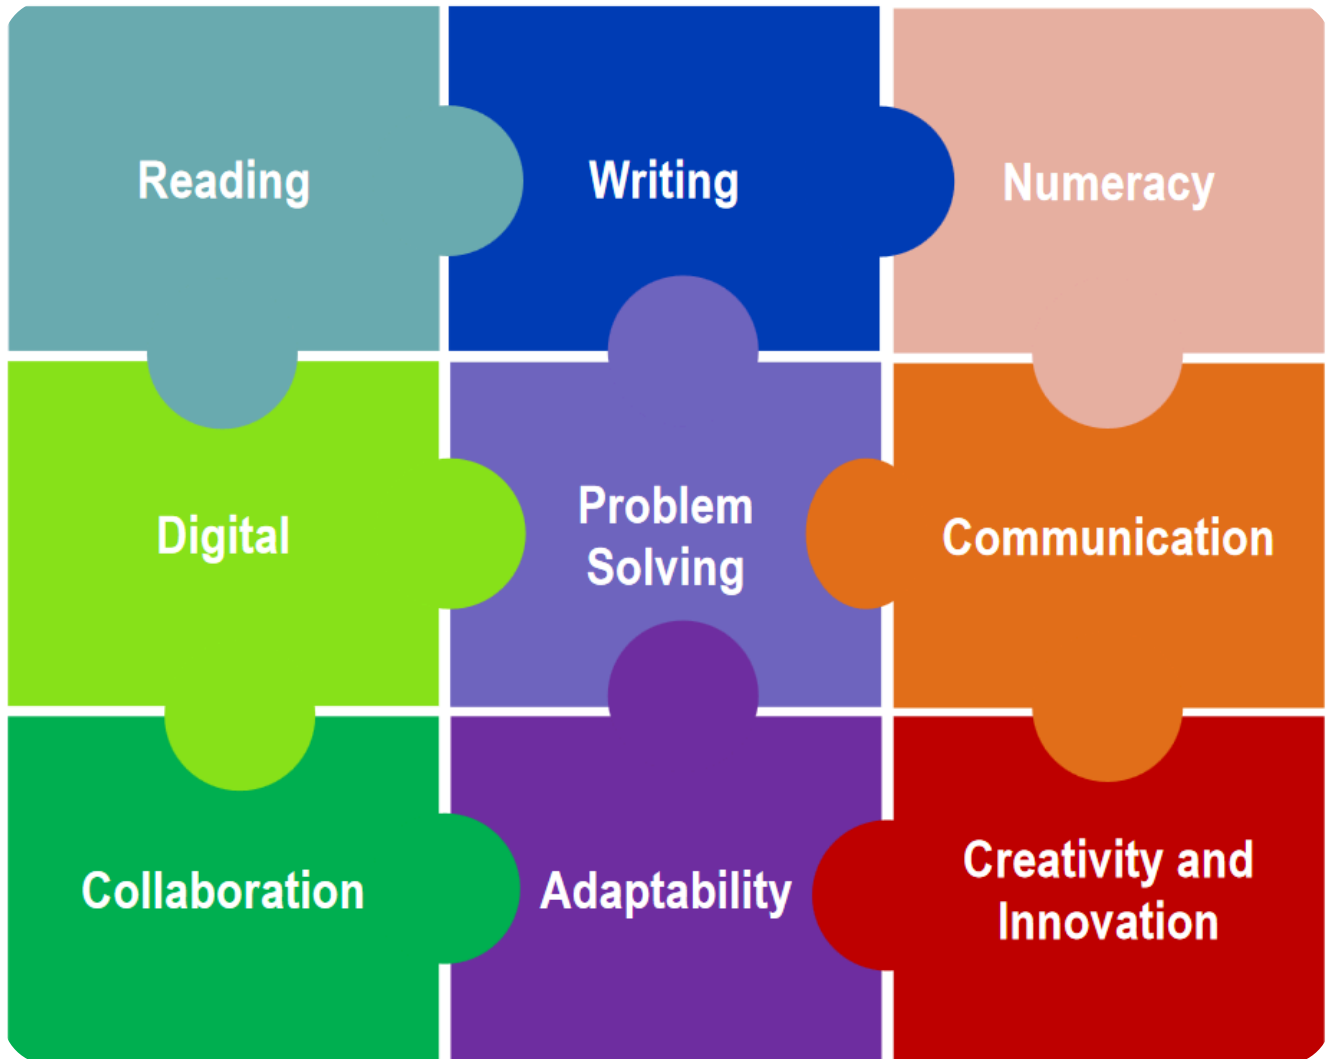 Reading
Writing
Numeracy
Digital
Problem
Solving
Communication
Collaboration
Adaptability
Creativity and
Innovation